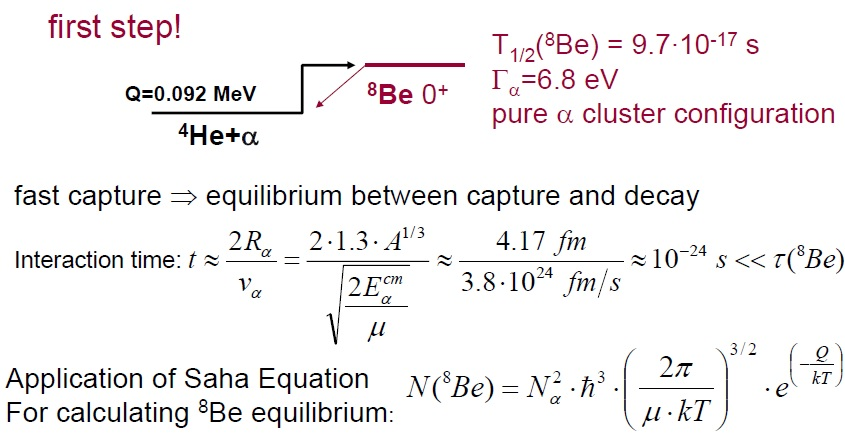 first step!
T1/2(⁸Be) = 9.7·10⁻¹⁷ s
Γα=6.8 eV
pure α cluster configuration
Q=0.092 MeV
⁸Be 0⁺
⁴He+α
fast capture ⇒ equilibrium between capture and decay
Interaction time: t ≈ 2Rα / vα = 2·1.3·A^1/3 / √(2Eα^cm / μ) ≈ 4.17 fm / 3.8·10²⁴ fm/s ≈ 10⁻²⁴ s << τ(⁸Be)
Application of Saha Equation
For calculating ⁸Be equilibrium: N(⁸Be) = Nα² · ħ³ · (2π / μ·kT)^3/2 · e^(−Q/kT)